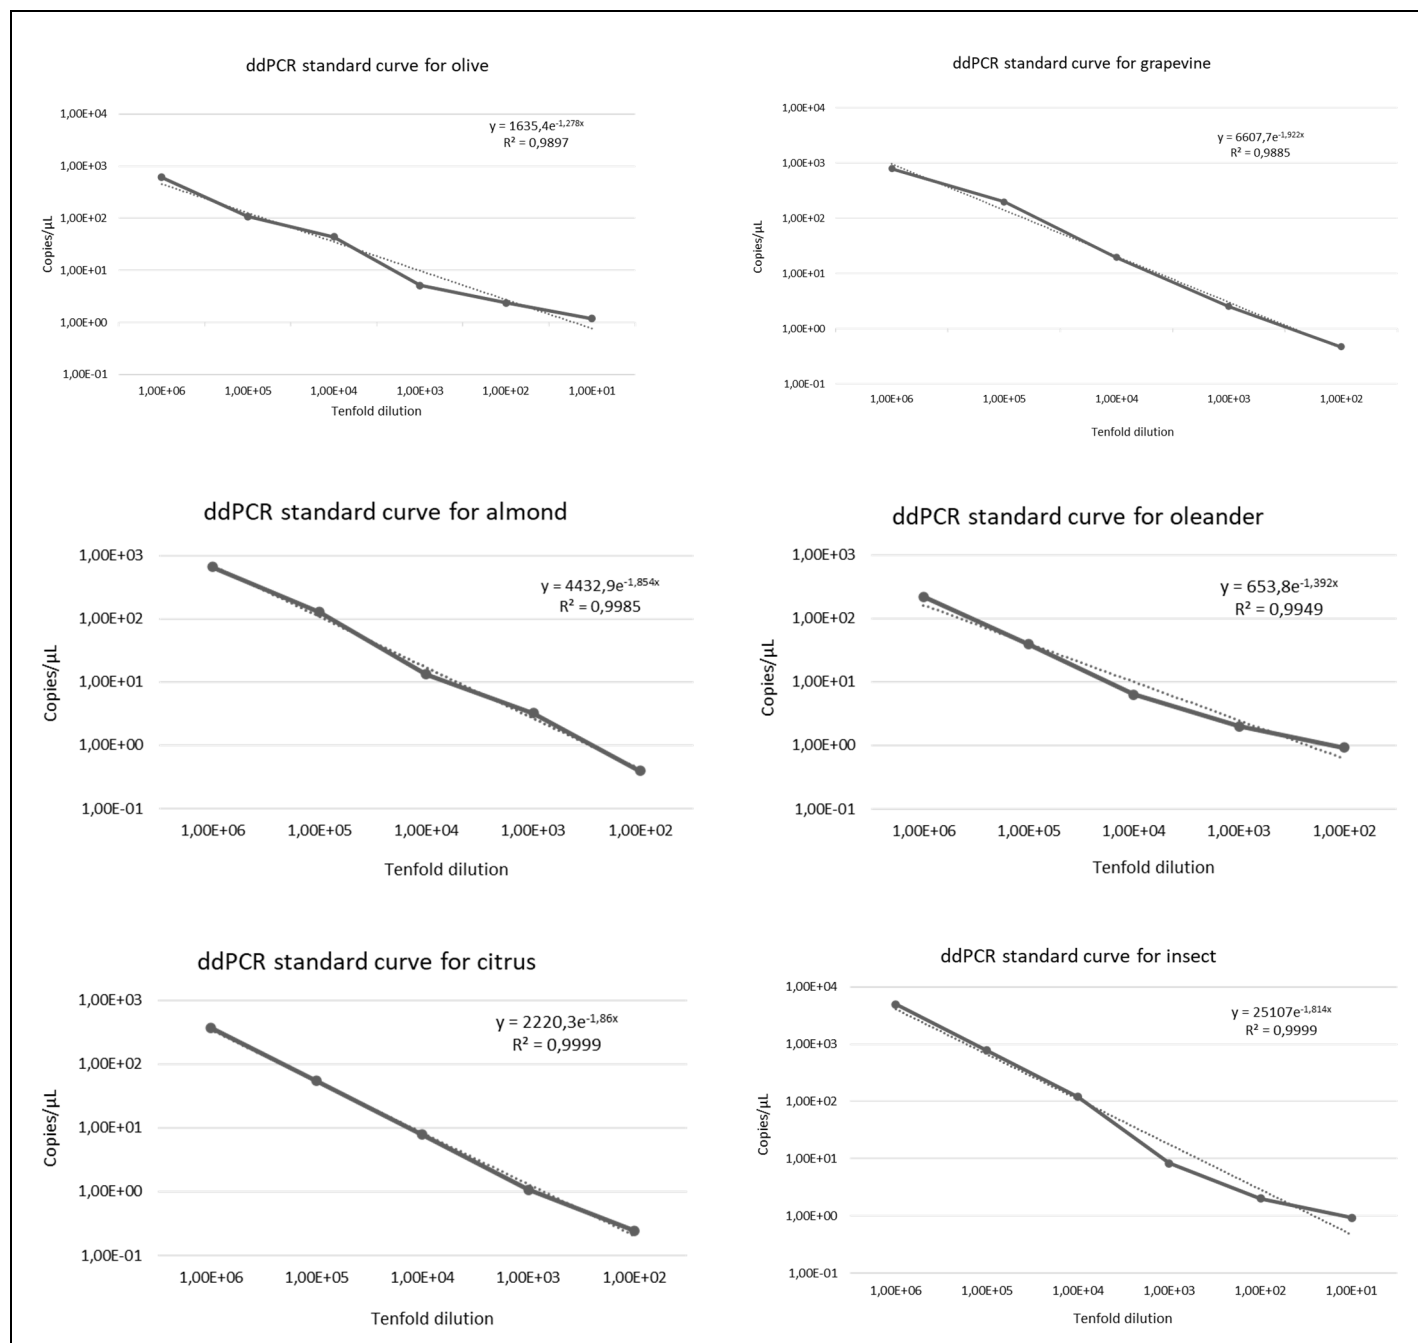 ddPCR standard curve for olive
1,00E+04
1,00E+03
1,00E+02
1,00E+01
1,00E+00
1,00E-01
Copies/µL
y = 1635,4e-1,278x
R² = 0,9897
1,00E+06 1,00E+05 1,00E+04 1,00E+03 1,00E+02 1,00E+01
Tenfold dilution
ddPCR standard curve for grapevine
1,00E+04
1,00E+03
1,00E+02
1,00E+01
1,00E+00
1,00E-01
Copies/µL
y = 6607,7e-1,922x
R² = 0,9885
1,00E+06 1,00E+05 1,00E+04 1,00E+03 1,00E+02
Tenfold dilution
ddPCR standard curve for almond
1,00E+03
1,00E+02
1,00E+01
1,00E+00
1,00E-01
Copies/µL
y = 4432,9e-1,854x
R² = 0,9985
1,00E+06 1,00E+05 1,00E+04 1,00E+03 1,00E+02
Tenfold dilution
ddPCR standard curve for oleander
1,00E+03
1,00E+02
1,00E+01
1,00E+00
1,00E-01
Copies/µL
y = 653,8e-1,392x
R² = 0,9949
1,00E+06 1,00E+05 1,00E+04 1,00E+03 1,00E+02
Tenfold dilution
ddPCR standard curve for citrus
1,00E+03
1,00E+02
1,00E+01
1,00E+00
1,00E-01
Copies/µL
y = 2220,3e-1,86x
R² = 0,9999
1,00E+06 1,00E+05 1,00E+04 1,00E+03 1,00E+02
Tenfold dilution
ddPCR standard curve for insect
1,00E+04
1,00E+03
1,00E+02
1,00E+01
1,00E+00
1,00E-01
Copies/µL
y = 25107e-1,814x
R² = 0,9999
1,00E+06 1,00E+05 1,00E+04 1,00E+03 1,00E+02 1,00E+01
Tenfold dilution